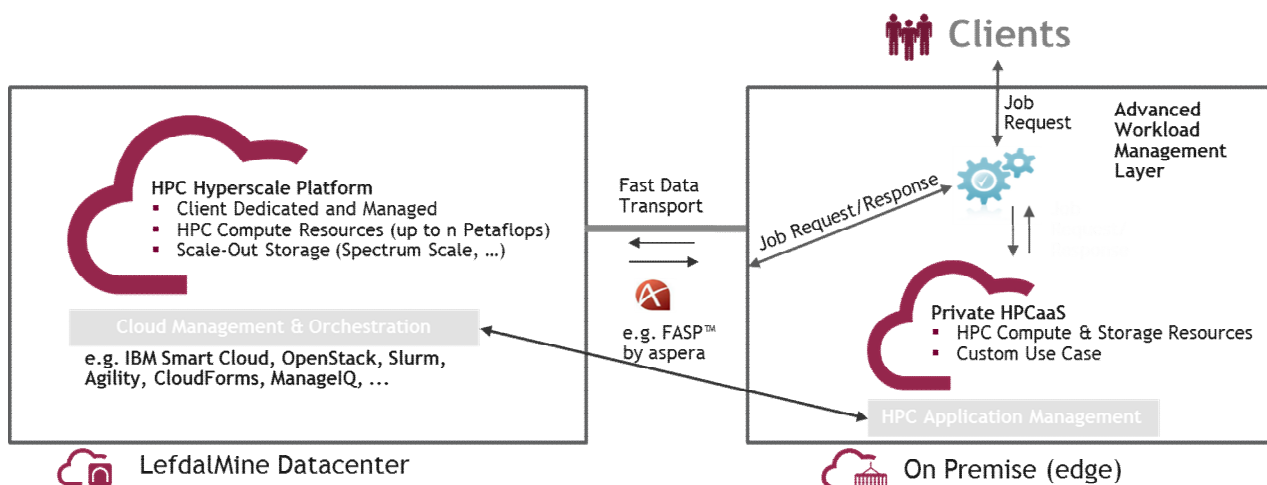 Clients
Job
Request
Advanced
Workload
Management
Layer
HPC Hyperscale Platform
▪ Client Dedicated and Managed
▪ HPC Compute Resources (up to n Petaflops)
▪ Scale-Out Storage (Spectrum Scale, …)
Cloud Management & Orchestration
e.g. IBM Smart Cloud, OpenStack, Slurm,
Agility, CloudForms, ManageIQ, ...
Fast Data
Transport
e.g. FASP™
by aspera
Job Request/Response
Private HPCaaS
▪ HPC Compute & Storage Resources
▪ Custom Use Case
HPC Application Management
LefdalMine Datacenter
On Premise (edge)